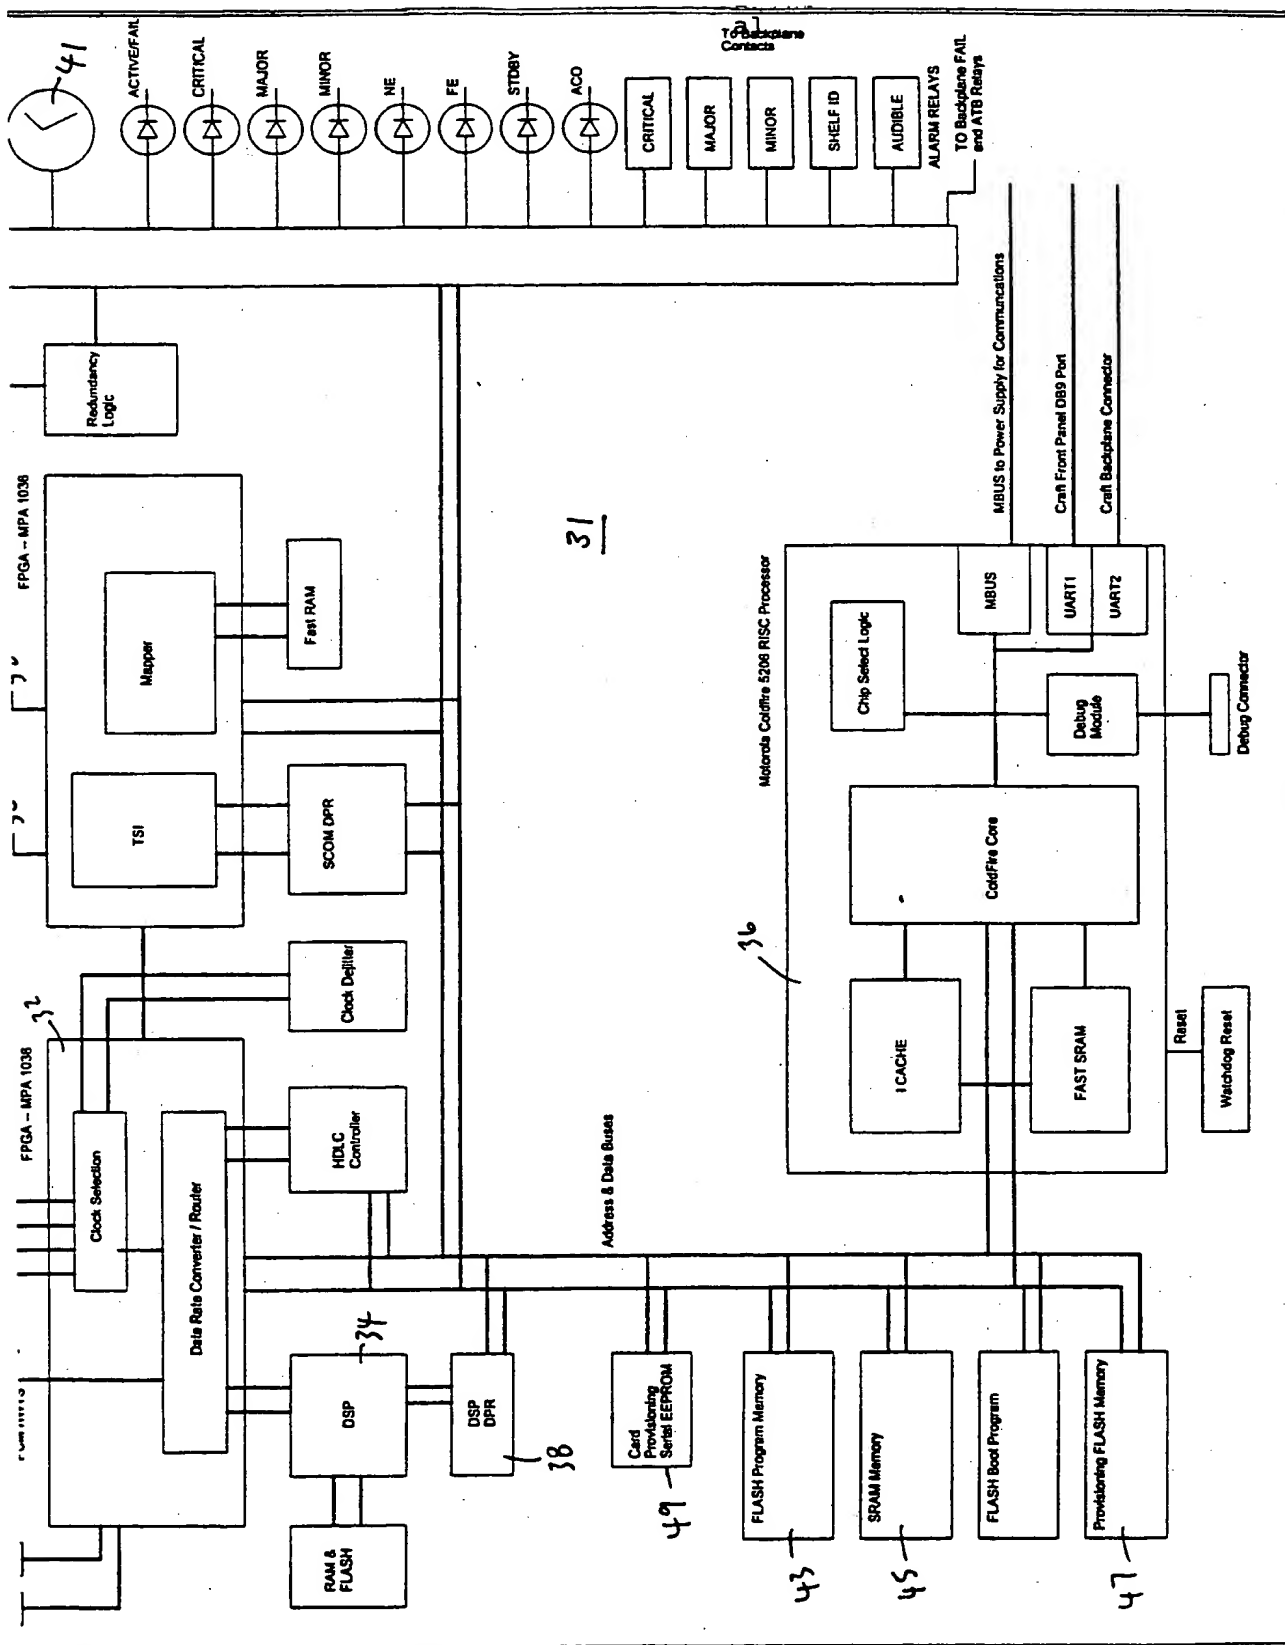 41
ACTIVE/FAIL
CRITICAL
MAJOR
MINOR
NE
FE
STDBY
ACO
To Backplane
Contacts
CRITICAL
MAJOR
MINOR
SHELF ID
AUDIBLE
ALARM RELAYS
TO Backplane FAIL
and ATB Relays
Redundancy
Logic
FPGA – MPA 1036
Mapper
Fast RAM
TSI
SCOM DPR
31
MBUS to Power Supply for Communcations
Craft Front Panel DB9 Port
Craft Backplane Connector
Motorola Coldfire 5206 RISC Processor
Chip Select Logic
MBUS
UART1
UART2
Debug
Module
Debug Connector
ColdFire Core
36
I CACHE
FAST SRAM
Reset
Watchdog Reset
32
FPGA – MPA 1036
Clock Selection
Clock Dejitter
Data Rate Converter / Router
HDLC
Controller
Address & Data Buses
34
DSP
RAM &
FLASH
DSP
DPR
38
Card
Provisioning
Serial EEPROM
49
FLASH Program Memory
43
SRAM Memory
45
FLASH Boot Program
Provisioning FLASH Memory
47